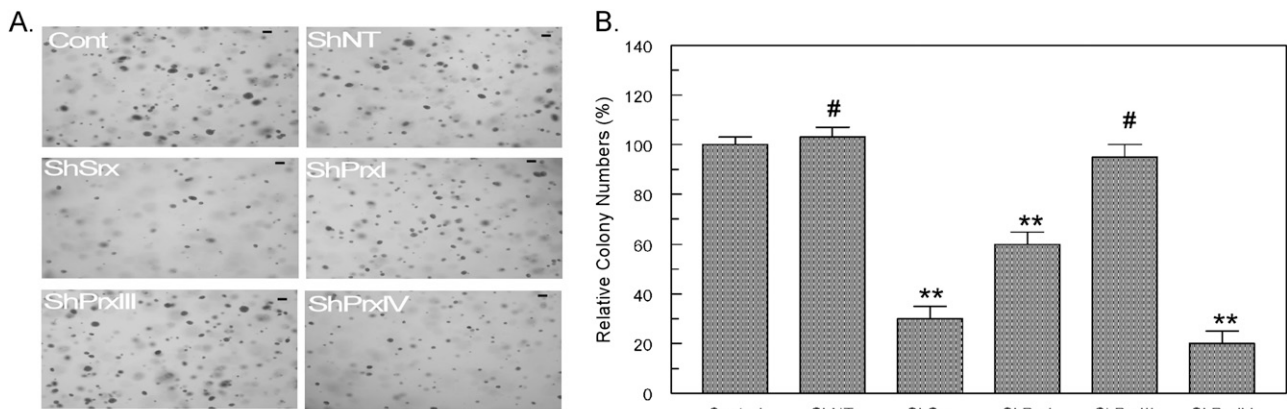 A.
Cont
ShNT
ShSrx
ShPrxI
ShPrxIII
ShPrxIV
B.
Relative Colony Numbers (%)
140
120
100
80
60
40
20
0
#
**
**
#
**